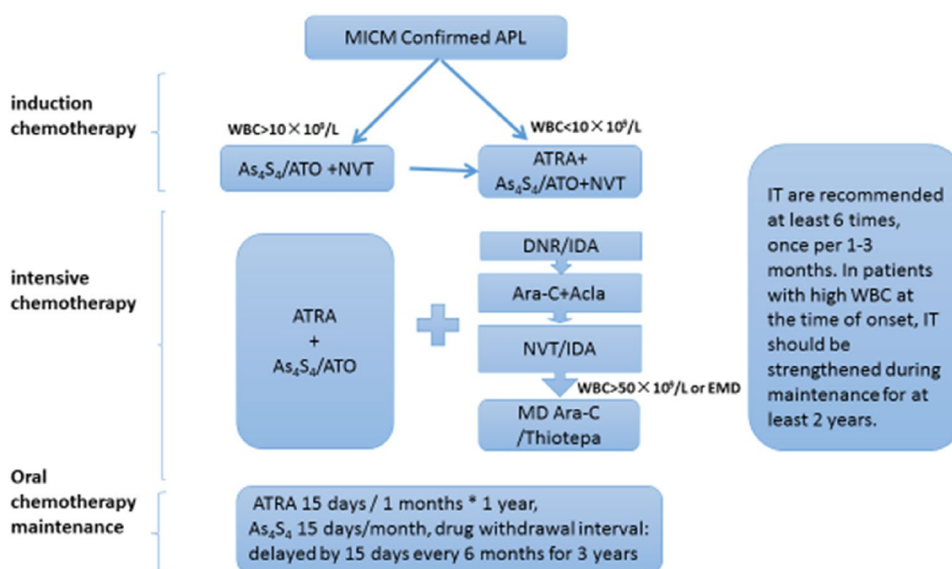 MICM Confirmed APL
induction
chemotherapy
WBC>10×10⁹/L
WBC<10×10⁹/L
As₄S₄/ATO +NVT
ATRA+
As₄S₄/ATO+NVT
intensive
chemotherapy
ATRA
+
As₄S₄/ATO
DNR/IDA
Ara-C+Acla
NVT/IDA
WBC>50×10⁹/L or EMD
MD Ara-C
/Thiotepa
IT are recommended
at least 6 times,
once per 1-3
months. In patients
with high WBC at
the time of onset, IT
should be
strengthened during
maintenance for at
least 2 years.
Oral
chemotherapy
maintenance
ATRA 15 days / 1 months * 1 year,
As₄S₄ 15 days/month, drug withdrawal interval:
delayed by 15 days every 6 months for 3 years